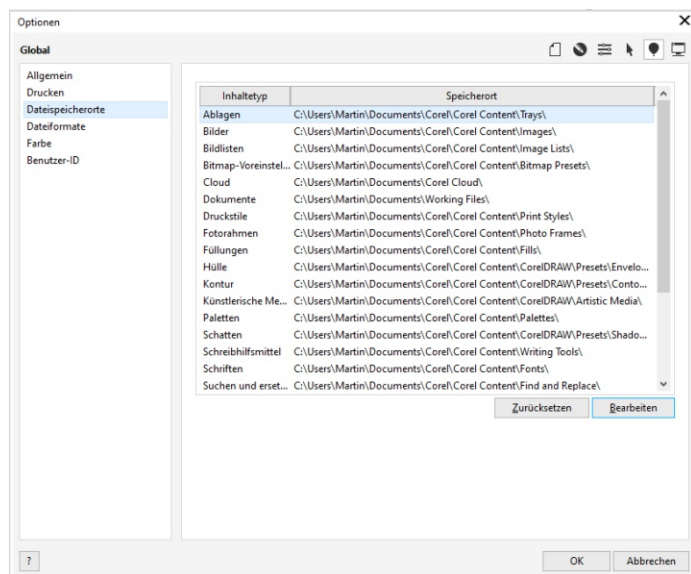 Optionen
Global
Allgemein
Drucken
Dateispeicherorte
Dateiformate
Farbe
Benutzer-ID
Inhaltetyp Speicherort
Ablagen C:\Users\Martin\Documents\Corel\Corel Content\Trays\
Bilder C:\Users\Martin\Documents\Corel\Corel Content\Images\
Bildlisten C:\Users\Martin\Documents\Corel\Corel Content\Image Lists\
Bitmap-Voreinstel... C:\Users\Martin\Documents\Corel\Corel Content\Bitmap Presets\
Cloud C:\Users\Martin\Documents\Corel Cloud\
Dokumente C:\Users\Martin\Documents\Working Files\
Druckstile C:\Users\Martin\Documents\Corel\Corel Content\Print Styles\
Fotorahmen C:\Users\Martin\Documents\Corel\Corel Content\Photo Frames\
Füllungen C:\Users\Martin\Documents\Corel\Corel Content\Fills\
Hülle C:\Users\Martin\Documents\Corel\Corel Content\CorelDRAW\Presets\Envelo...
Kontur C:\Users\Martin\Documents\Corel\Corel Content\CorelDRAW\Presets\Conto...
Künstlerische Me... C:\Users\Martin\Documents\Corel\Corel Content\CorelDRAW\Artistic Media\
Paletten C:\Users\Martin\Documents\Corel\Corel Content\Palettes\
Schatten C:\Users\Martin\Documents\Corel\Corel Content\CorelDRAW\Presets\Shado...
Schreibhilfsmittel C:\Users\Martin\Documents\Corel\Corel Content\Writing Tools\
Schriften C:\Users\Martin\Documents\Corel\Corel Content\Fonts\
Suchen und erset... C:\Users\Martin\Documents\Corel\Corel Content\Find and Replace\
Zurücksetzen Bearbeiten
? OK Abbrechen